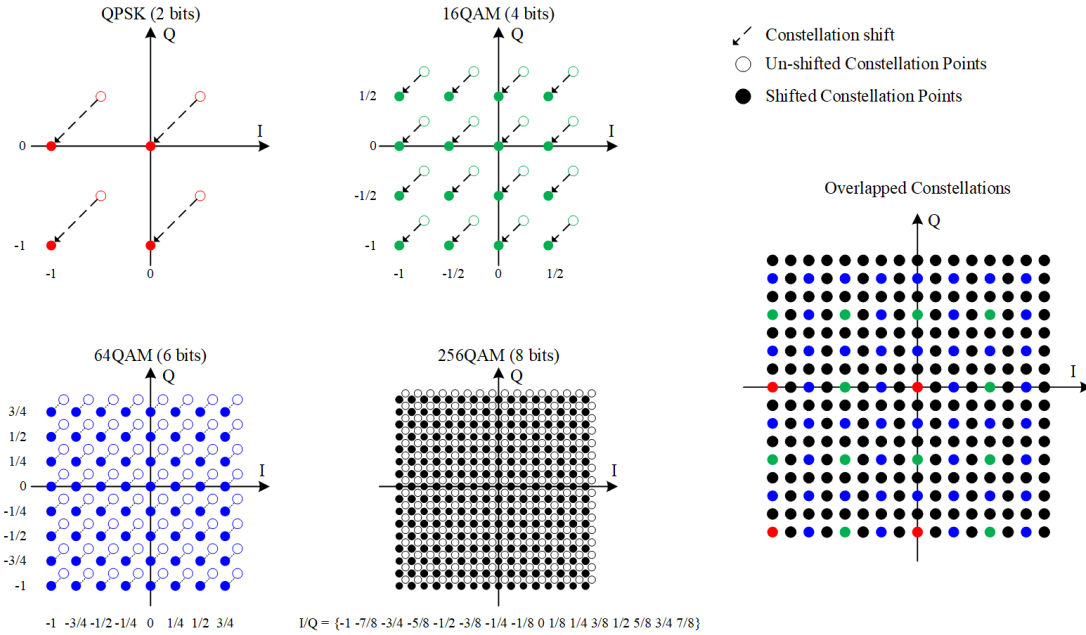 QPSK (2 bits)
Q
I
0
-1
-1 0
16QAM (4 bits)
Q
1/2
I
0
-1/2
-1
-1 -1/2 0 1/2
Constellation shift
Un-shifted Constellation Points
Shifted Constellation Points
64QAM (6 bits)
Q
3/4
1/2
1/4
I
0
-1/4
-1/2
-3/4
-1
-1 -3/4 -1/2 -1/4 0 1/4 1/2 3/4
256QAM (8 bits)
Q
I
I/Q = {-1 -7/8 -3/4 -5/8 -1/2 -3/8 -1/4 -1/8 0 1/8 1/4 3/8 1/2 5/8 3/4 7/8}
Overlapped Constellations
Q
I